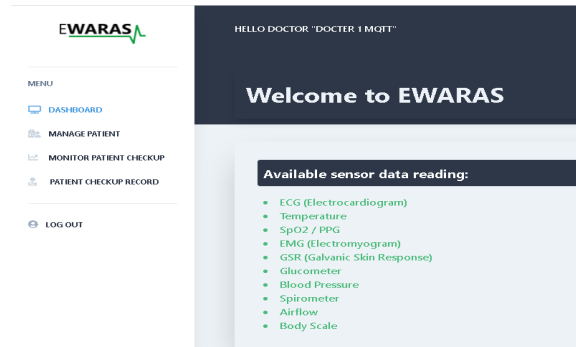 EWARAS
MENU
DASHBOARD
MANAGE PATIENT
MONITOR PATIENT CHECKUP
PATIENT CHECKUP RECORD
LOG OUT
HELLO DOCTOR "DOCTER 1 MQTT"
Welcome to EWARAS
Available sensor data reading:
ECG (Electrocardiogram)
Temperature
SpO2 / PPG
EMG (Electromyogram)
GSR (Galvanic Skin Response)
Glucometer
Blood Pressure
Spirometer
Airflow
Body Scale